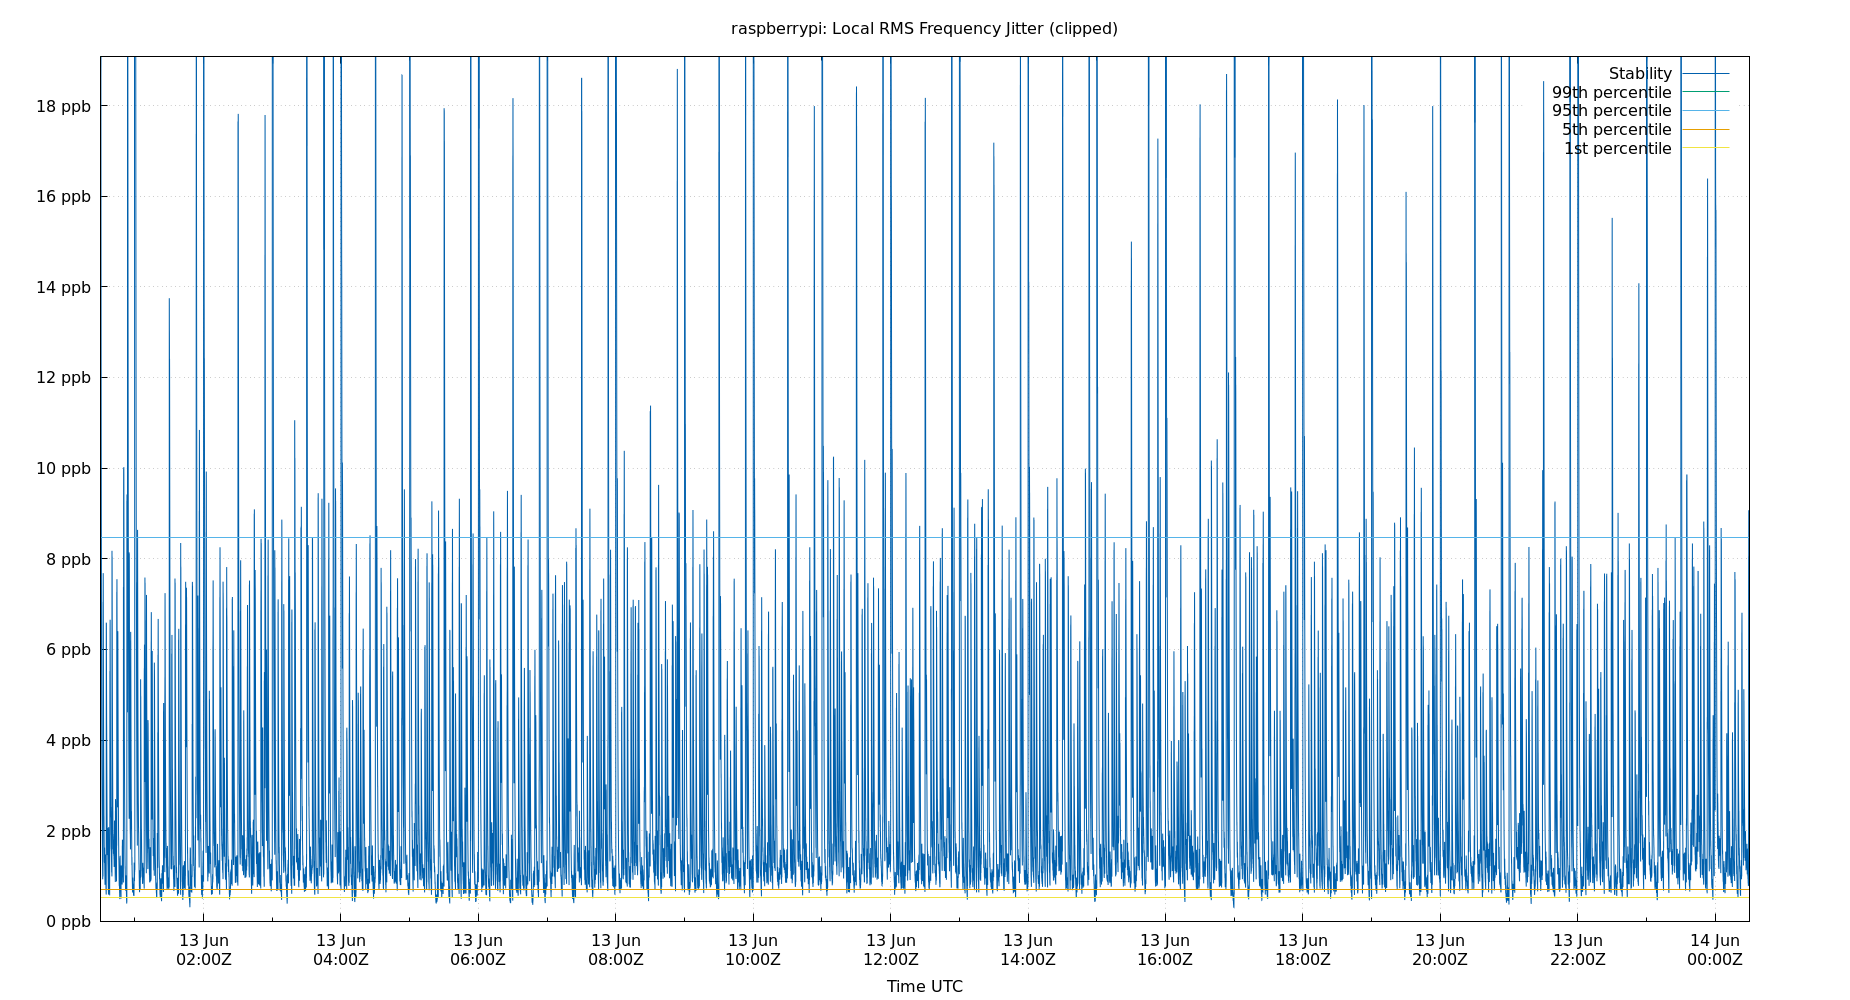 raspberrypi: Local RMS Frequency Jitter (clipped)
Stability
99th percentile
95th percentile
5th percentile
1st percentile
18 ppb
16 ppb
14 ppb
12 ppb
10 ppb
8 ppb
6 ppb
4 ppb
2 ppb
0 ppb
13 Jun 13 Jun 13 Jun 13 Jun 13 Jun 13 Jun 13 Jun 13 Jun 13 Jun 13 Jun 13 Jun 14 Jun
02:00Z 04:00Z 06:00Z 08:00Z 10:00Z 12:00Z 14:00Z 16:00Z 18:00Z 20:00Z 22:00Z 00:00Z
Time UTC